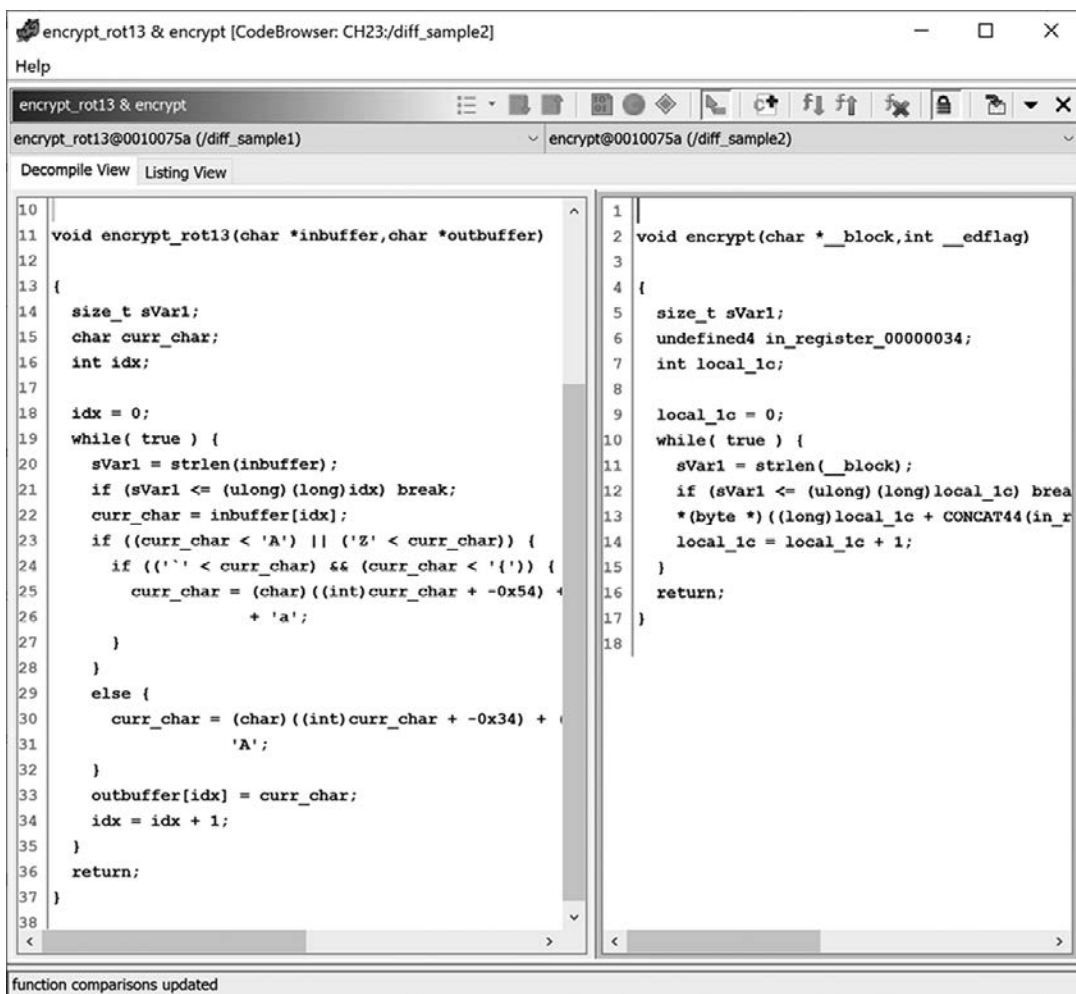 encrypt_rot13 & encrypt [CodeBrowser: CH23:/diff_sample2]
Help
encrypt_rot13 & encrypt
encrypt_rot13@0010075a (/diff_sample1)
encrypt@0010075a (/diff_sample2)
Decompile View Listing View
10
11 void encrypt_rot13(char *inbuffer,char *outbuffer)
12
13 {
14 size_t sVar1;
15 char curr_char;
16 int idx;
17
18 idx = 0;
19 while( true ) {
20 sVar1 = strlen(inbuffer);
21 if (sVar1 <= (ulong)(long)idx) break;
22 curr_char = inbuffer[idx];
23 if ((curr_char < 'A') || ('Z' < curr_char)) {
24 if (('`' < curr_char) && (curr_char < '{')) {
25 curr_char = (char)((int)curr_char + -0x54) +
26 + 'a';
27 }
28 }
29 else {
30 curr_char = (char)((int)curr_char + -0x34) + (
31 'A';
32 }
33 outbuffer[idx] = curr_char;
34 idx = idx + 1;
35 }
36 return;
37 }
38
1
2 void encrypt(char *__block,int __edflag)
3
4 {
5 size_t sVar1;
6 undefined4 in_register_00000034;
7 int local_1c;
8
9 local_1c = 0;
10 while( true ) {
11 sVar1 = strlen(__block);
12 if (sVar1 <= (ulong)(long)local_1c) brea
13 *(byte *)((long)local_1c + CONCAT44(in_r
14 local_1c = local_1c + 1;
15 }
16 return;
17 }
18
function comparisons updated